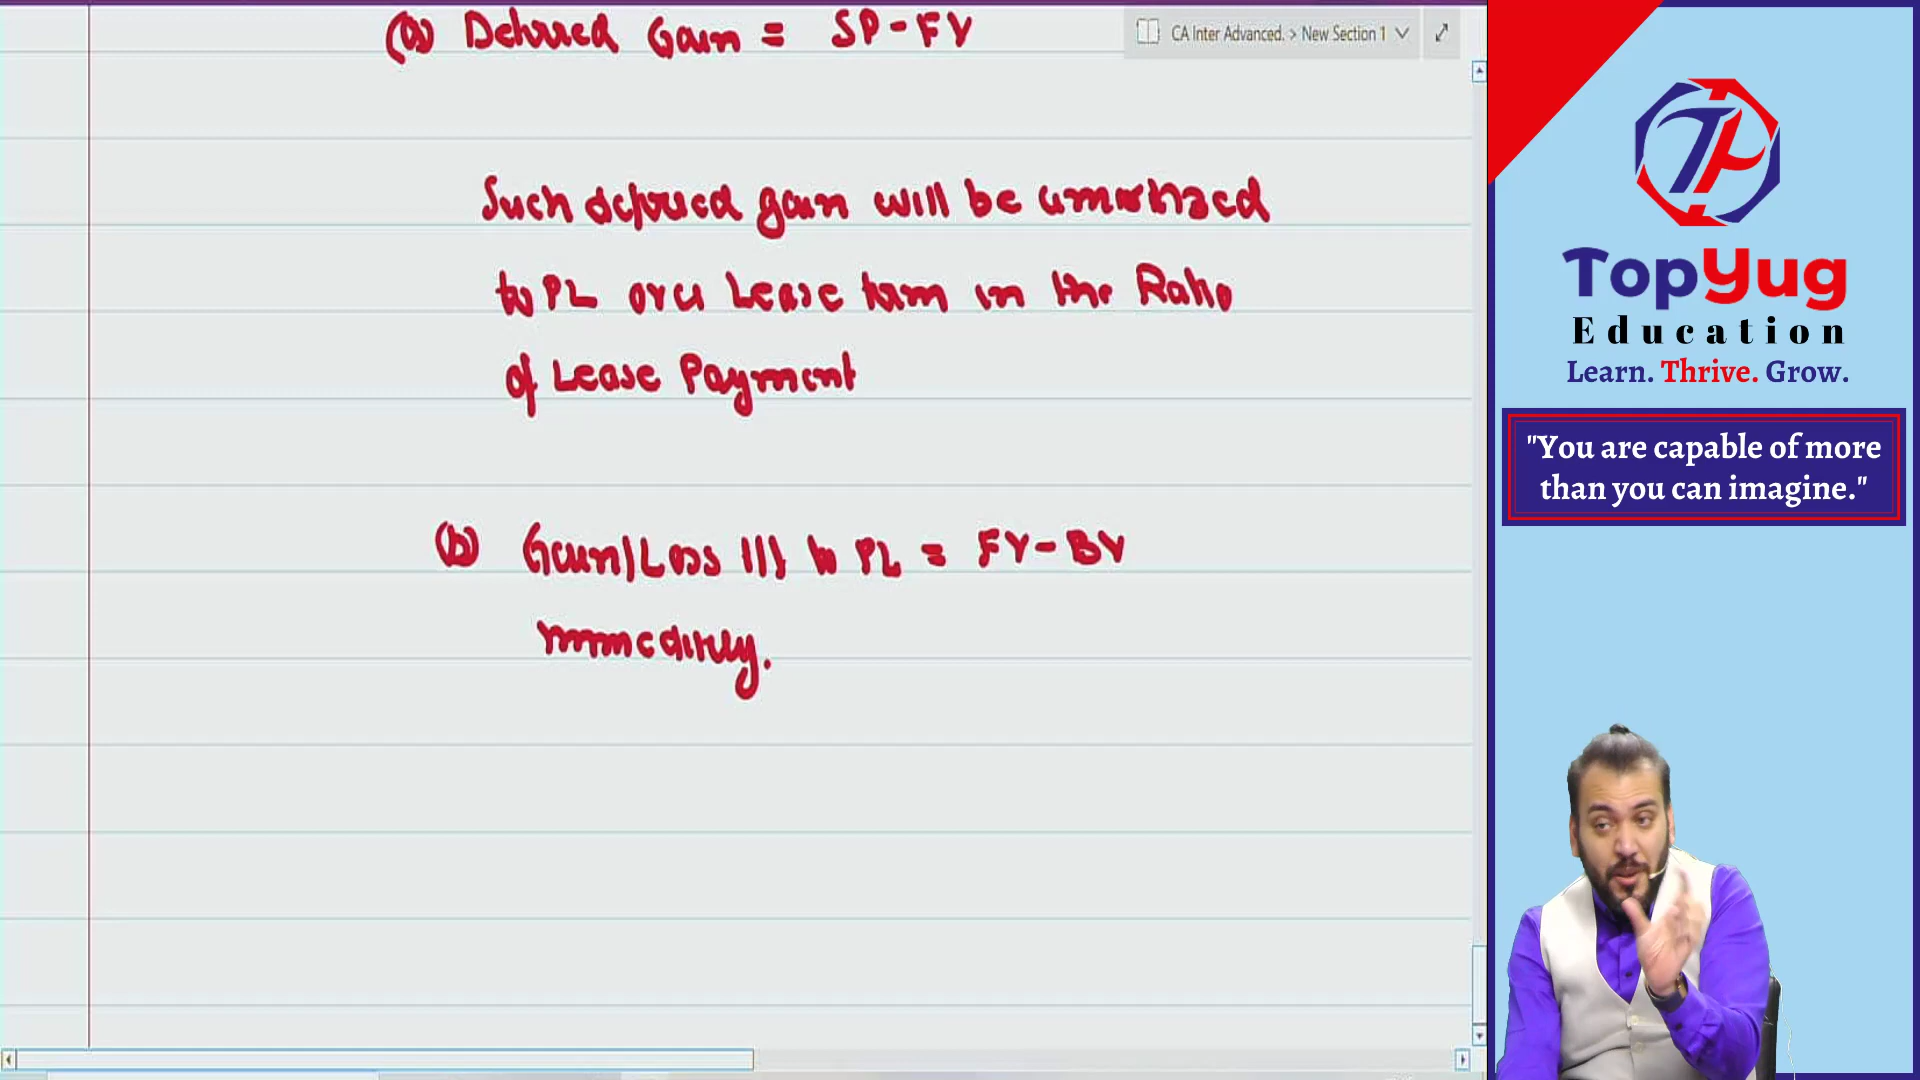 (a) Deferred Gain = SP - FV
CA Inter Advanced. > New Section 1
Such deferred gain will be amortized
to PL over Lease term in the Ratio
of Lease Payment
(b) Gain/Loss to PL = FV - BV
immediately.
TopYug
Education
Learn. Thrive. Grow.
"You are capable of more
than you can imagine."